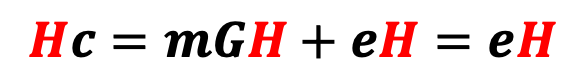 Hc = mGH + eH = eH